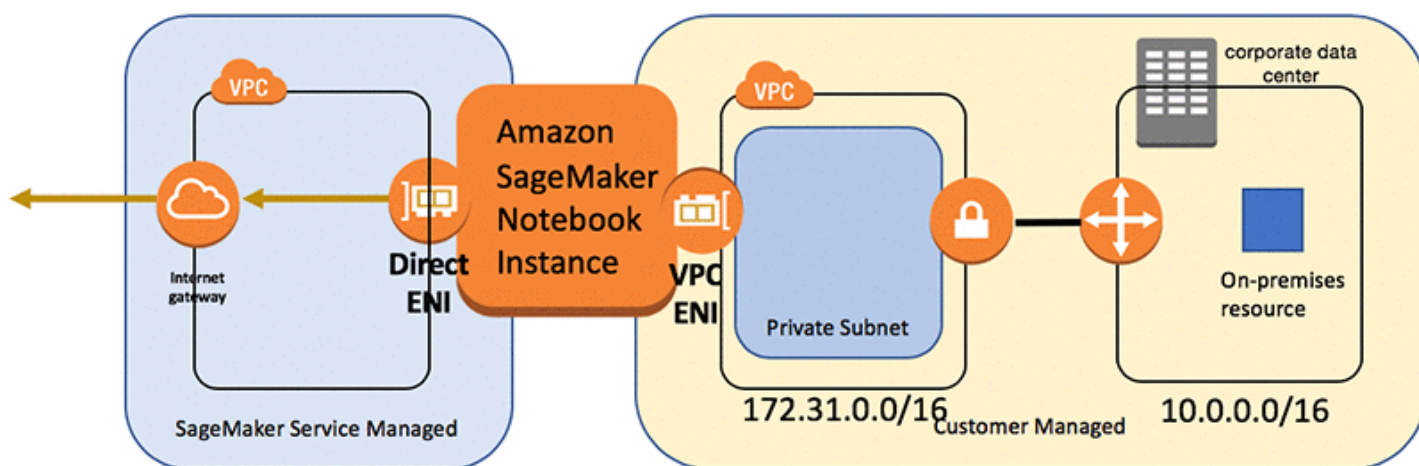 VPC
Internet
gateway
Direct
ENI
SageMaker Service Managed
Amazon
SageMaker
Notebook
Instance
VPC
ENI
VPC
Private Subnet
172.31.0.0/16
Customer Managed
corporate data
center
On-premises
resource
10.0.0.0/16